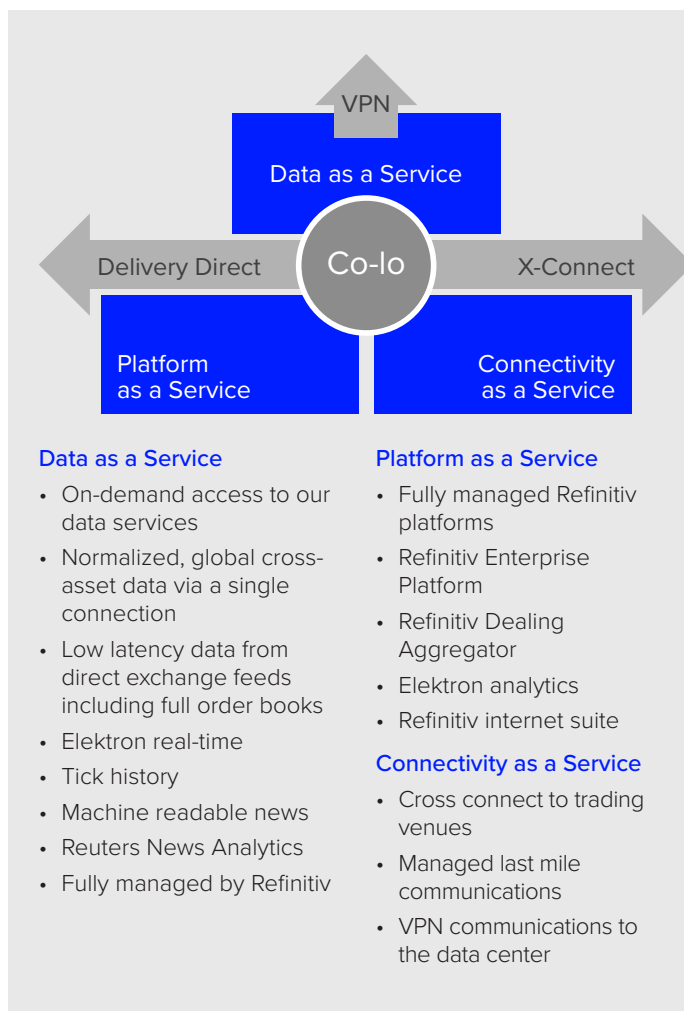 VPN
Data as a Service
Delivery Direct
Co-lo
X-Connect
Platform
as a Service
Connectivity
as a Service
Data as a Service
• On-demand access to our
data services
• Normalized, global cross-
asset data via a single
connection
• Low latency data from
direct exchange feeds
including full order books
• Elektron real-time
• Tick history
• Machine readable news
• Reuters News Analytics
• Fully managed by Refinitiv
Platform as a Service
• Fully managed Refinitiv
platforms
• Refinitiv Enterprise
Platform
• Refinitiv Dealing
Aggregator
• Elektron analytics
• Refinitiv internet suite
Connectivity as a Service
• Cross connect to trading
venues
• Managed last mile
communications
• VPN communications to
the data center